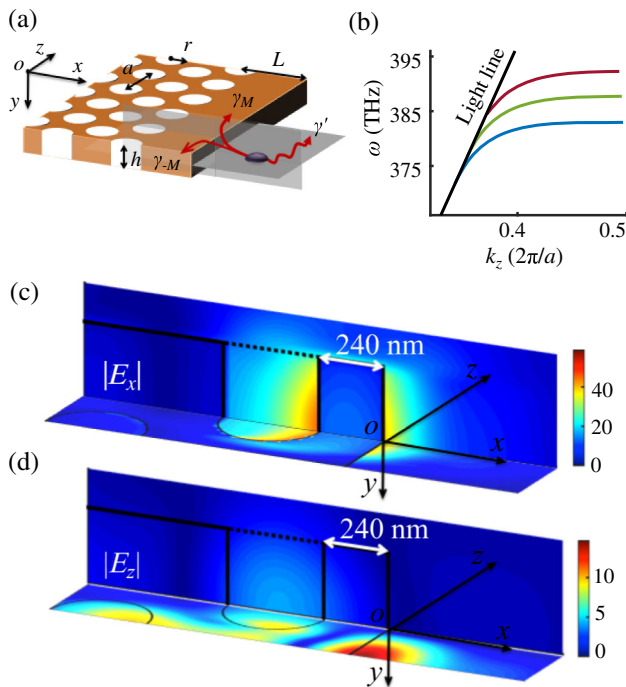 (a)
z
o
x
y
a
r
L
h
γM
γ-M
γ′
(b)
395
385
375
ω (THz)
Light line
0.4
0.5
kz (2π/a)
(c)
240 nm
|Ex|
z
o
x
y
40
20
0
(d)
240 nm
|Ez|
z
o
x
y
10
5
0